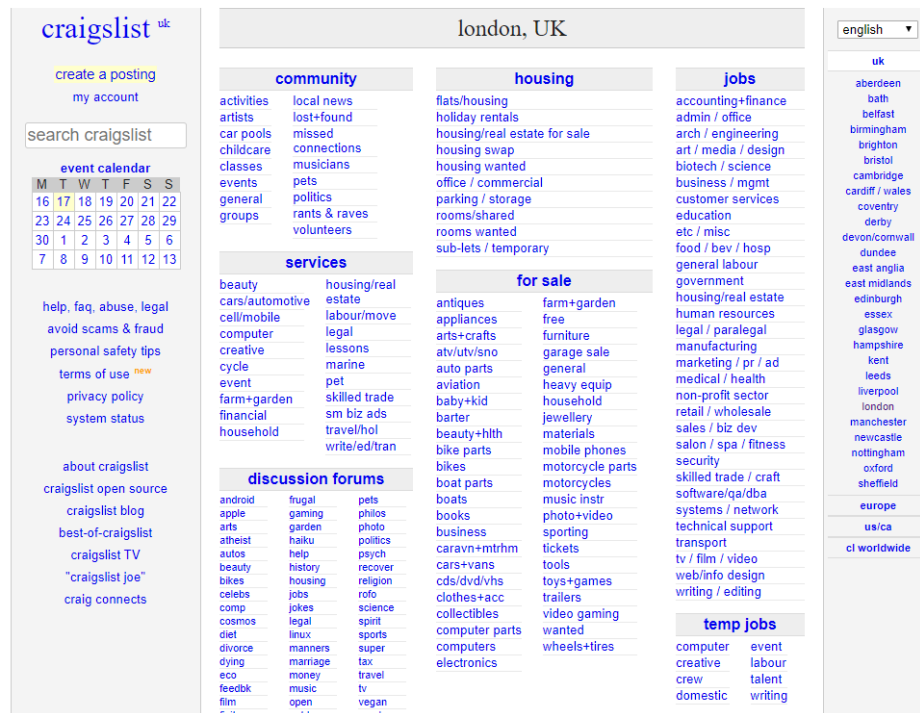 craigslist uk
create a posting
my account
search craigslist
event calendar
M T W T F S S
16 17 18 19 20 21 22
23 24 25 26 27 28 29
30 1 2 3 4 5 6
7 8 9 10 11 12 13
help, faq, abuse, legal
avoid scams & fraud
personal safety tips
terms of use new
privacy policy
system status
about craigslist
craigslist open source
craigslist blog
best-of-craigslist
craigslist TV
"craigslist joe"
craig connects
london, UK
community
activities
artists
car pools
childcare
classes
events
general
groups
local news
lost+found
missed
connections
musicians
pets
politics
rants & raves
volunteers
services
beauty
cars/automotive
cell/mobile
computer
creative
cycle
event
farm+garden
financial
household
housing/real
estate
labour/move
legal
lessons
marine
pet
skilled trade
sm biz ads
travel/hol
write/ed/tran
discussion forums
android
apple
arts
atheist
autos
beauty
bikes
celebs
comp
cosmos
diet
divorce
dying
eco
feedbk
film
frugal
gaming
garden
haiku
help
history
housing
jobs
jokes
legal
linux
manners
marriage
money
music
open
pets
philos
photo
politics
psych
recover
religion
rofo
science
spirit
sports
super
tax
travel
tv
vegan
housing
flats/housing
holiday rentals
housing/real estate for sale
housing swap
housing wanted
office / commercial
parking / storage
rooms/shared
rooms wanted
sub-lets / temporary
for sale
antiques
appliances
arts+crafts
atv/utv/sno
auto parts
aviation
baby+kid
barter
beauty+hlth
bike parts
bikes
boat parts
boats
books
business
caravn+mtrhm
cars+vans
cds/dvd/vhs
clothes+acc
collectibles
computer parts
computers
electronics
farm+garden
free
furniture
garage sale
general
heavy equip
household
jewellery
materials
mobile phones
motorcycle parts
motorcycles
music instr
photo+video
sporting
tickets
tools
toys+games
trailers
video gaming
wanted
wheels+tires
jobs
accounting+finance
admin / office
arch / engineering
art / media / design
biotech / science
business / mgmt
customer services
education
etc / misc
food / bev / hosp
general labour
government
housing/real estate
human resources
legal / paralegal
manufacturing
marketing / pr / ad
medical / health
non-profit sector
retail / wholesale
sales / biz dev
salon / spa / fitness
security
skilled trade / craft
software/qa/dba
systems / network
technical support
transport
tv / film / video
web/info design
writing / editing
temp jobs
computer
creative
crew
domestic
event
labour
talent
writing
english
uk
aberdeen
bath
belfast
birmingham
brighton
bristol
cambridge
cardiff / wales
coventry
derby
devon/cornwall
dundee
east anglia
east midlands
edinburgh
essex
glasgow
hampshire
kent
leeds
liverpool
london
manchester
newcastle
nottingham
oxford
sheffield
europe
us/ca
cl worldwide